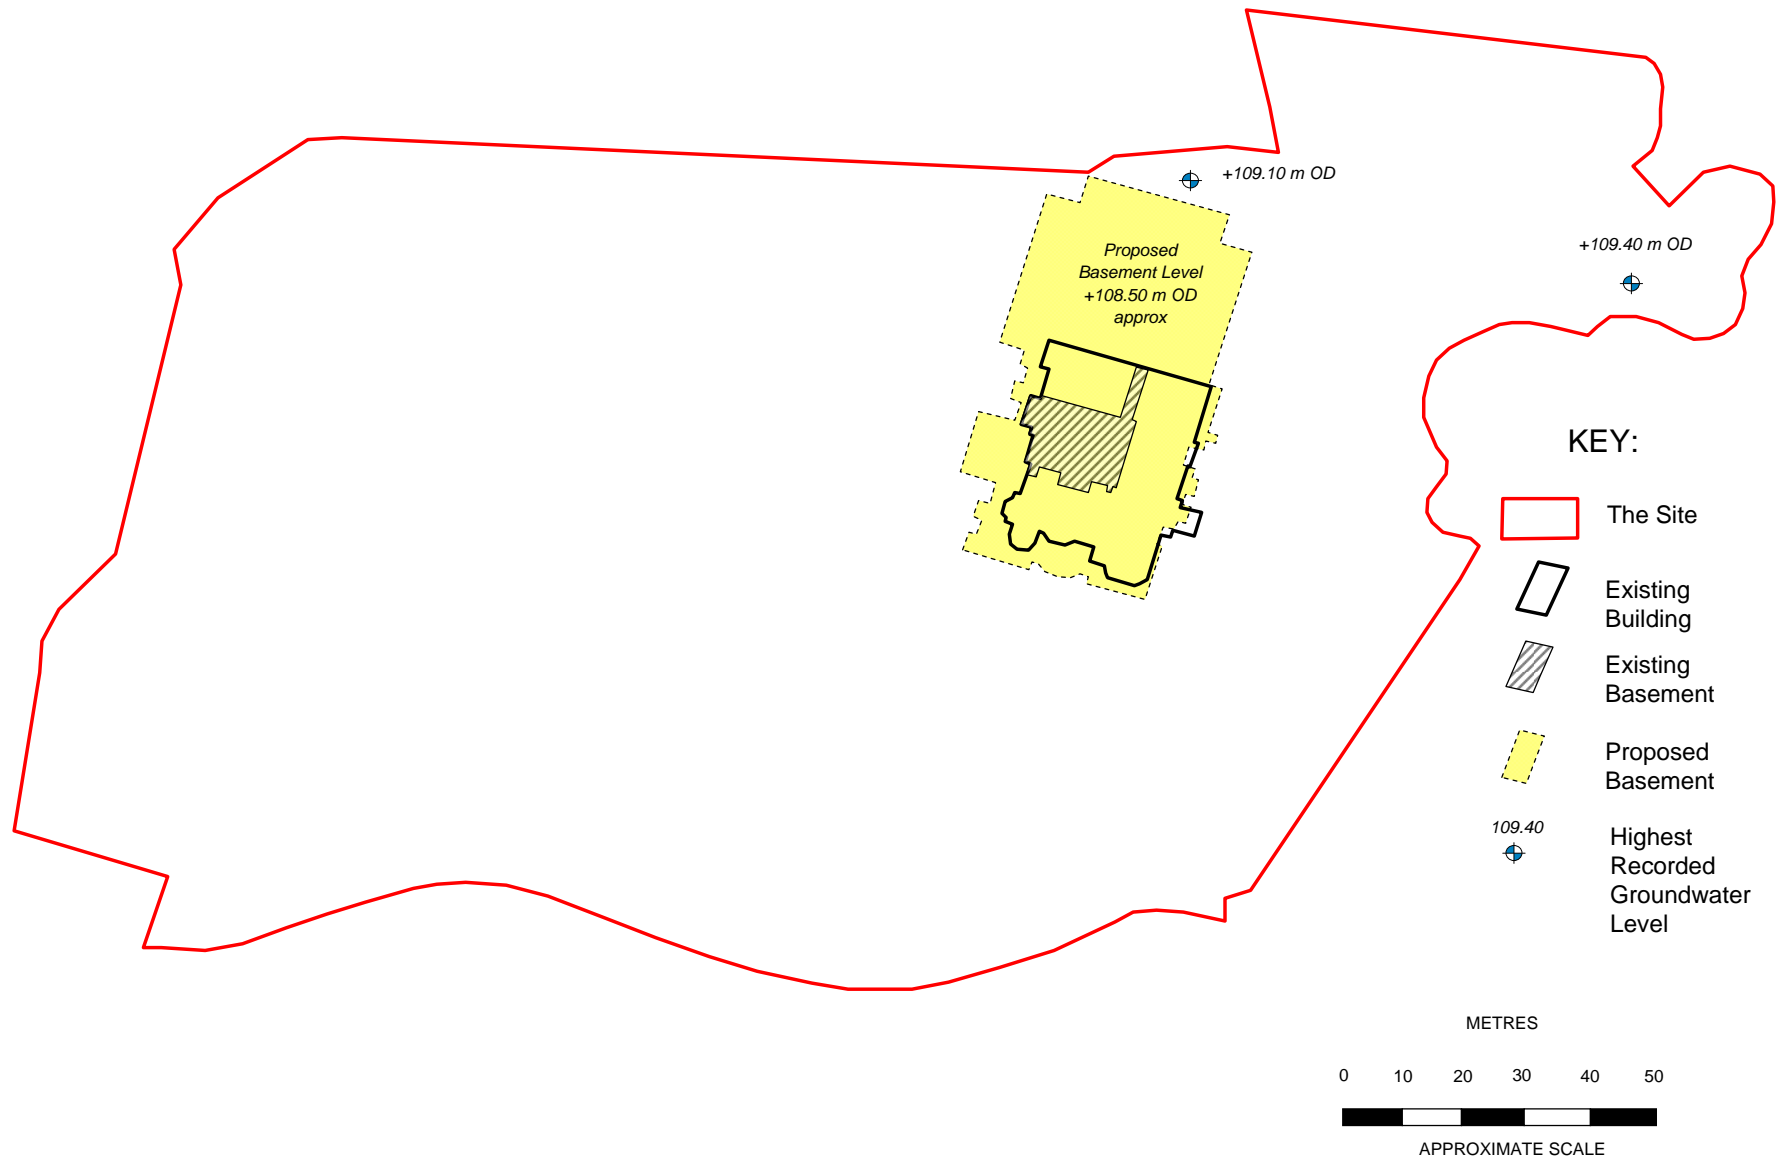 +109.10 m OD
+109.40 m OD
Proposed
Basement Level
+108.50 m OD
approx
KEY:
The Site
Existing
Building
Existing
Basement
Proposed
Basement
109.40
Highest
Recorded
Groundwater
Level
METRES
0 10 20 30 40 50
APPROXIMATE SCALE